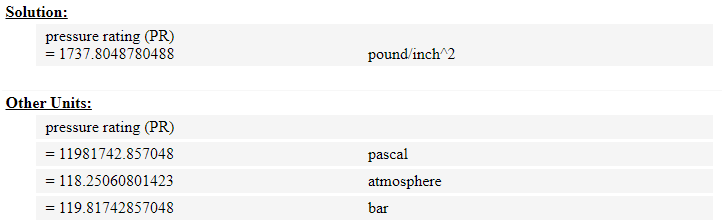 Solution:
pressure rating (PR)
= 1737.8048780488 pound/inch^2
Other Units:
pressure rating (PR)
= 11981742.857048 pascal
= 118.25060801423 atmosphere
= 119.81742857048 bar